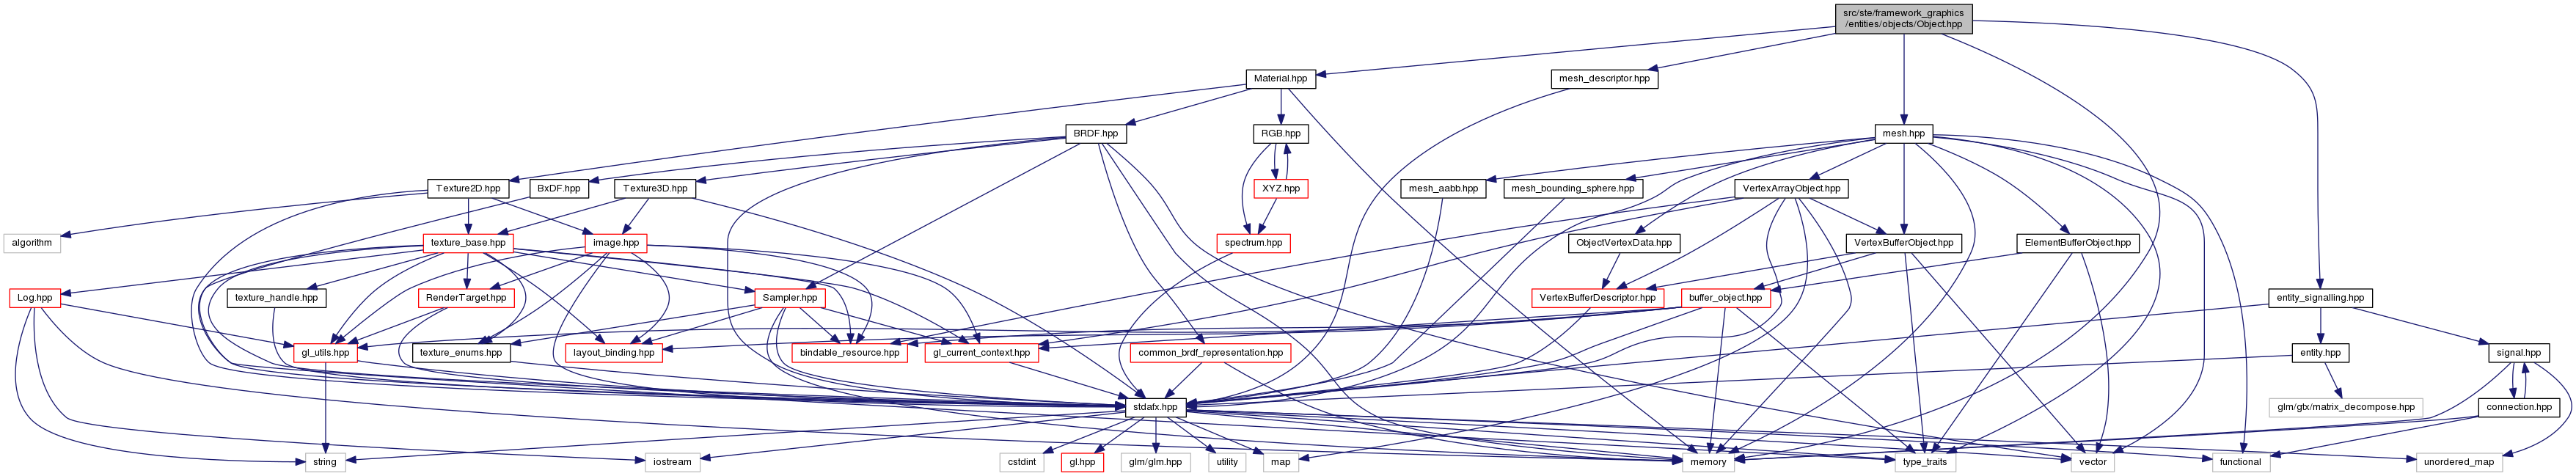 src/ste/framework_graphics
/entities/objects/Object.hpp
Material.hpp
mesh_descriptor.hpp
BRDF.hpp
RGB.hpp
mesh.hpp
Texture2D.hpp
BxDF.hpp
Texture3D.hpp
XYZ.hpp
mesh_aabb.hpp
mesh_bounding_sphere.hpp
VertexArrayObject.hpp
algorithm
texture_base.hpp
image.hpp
spectrum.hpp
ObjectVertexData.hpp
VertexBufferObject.hpp
ElementBufferObject.hpp
Log.hpp
texture_handle.hpp
RenderTarget.hpp
Sampler.hpp
VertexBufferDescriptor.hpp
buffer_object.hpp
entity_signalling.hpp
gl_utils.hpp
texture_enums.hpp
layout_binding.hpp
bindable_resource.hpp
gl_current_context.hpp
common_brdf_representation.hpp
entity.hpp
signal.hpp
stdafx.hpp
glm/gtx/matrix_decompose.hpp
connection.hpp
string
iostream
cstdint
gl.hpp
glm/glm.hpp
utility
map
memory
type_traits
vector
functional
unordered_map